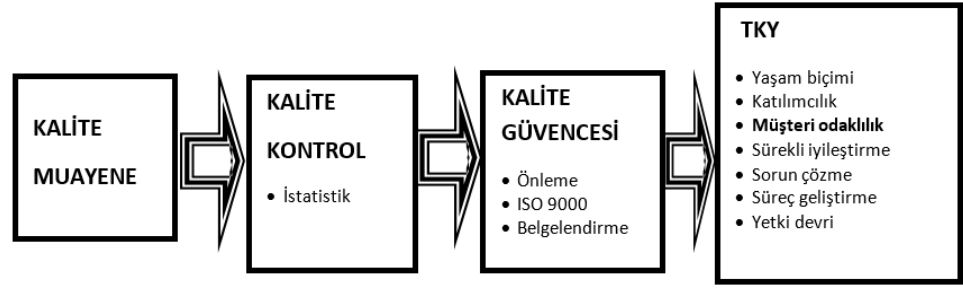 KALİTE
MUAYENE
KALİTE
KONTROL
• İstatistik
KALİTE
GÜVENCESİ
• Önleme
• ISO 9000
• Belgelendirme
TKY
• Yaşam biçimi
• Katılımcılık
• Müşteri odaklılık
• Sürekli iyileştirme
• Sorun çözme
• Süreç geliştirme
• Yetki devri